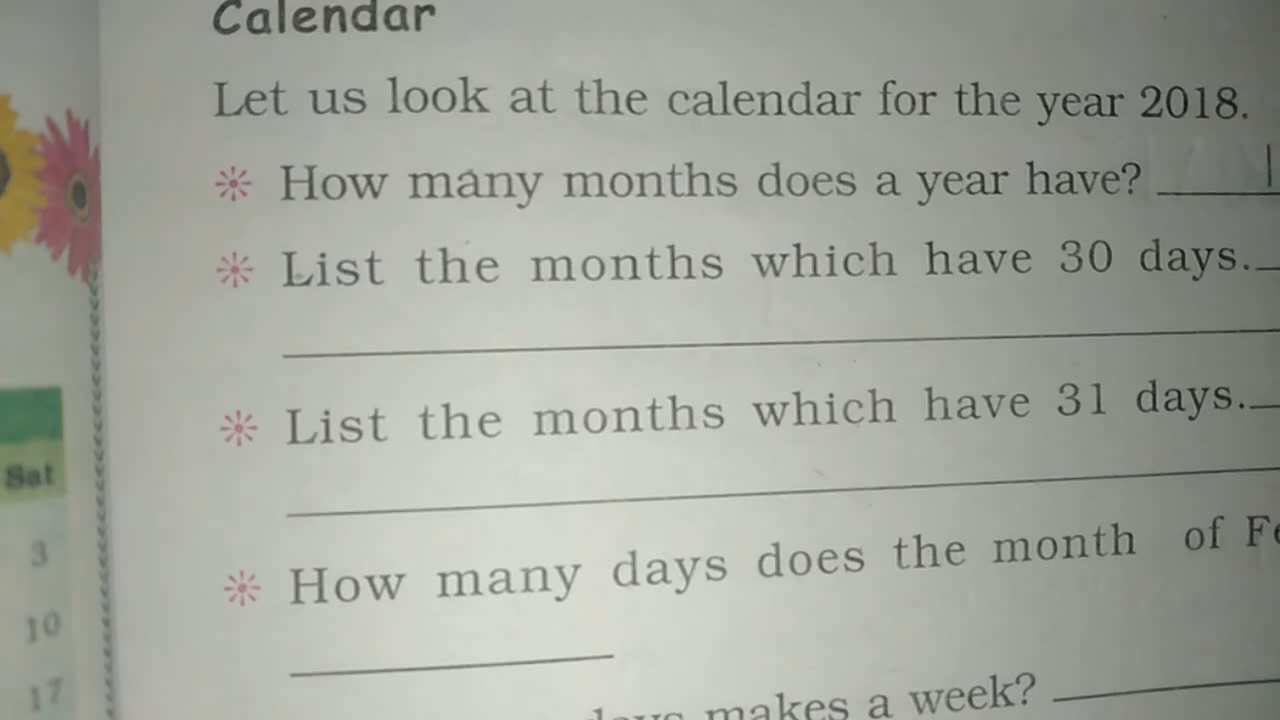 Calendar
Let us look at the calendar for the year 2018.
How many months does a year have?
List the months which have 30 days.
List the months which have 31 days.
How many days does the month of
makes a week?
Sat
3
10
17